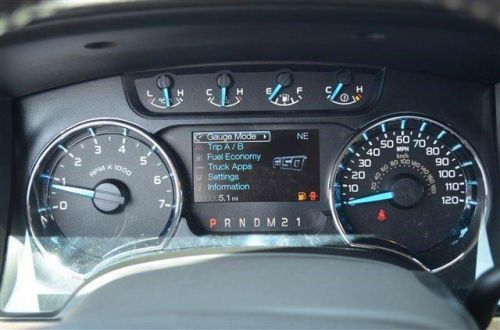 L H C H E F C H
Gauge Mode NE
Trip A / B
Fuel Economy
Truck Apps
Settings
Information
5.1 mi
P R N D M 2 1
0 1 2 3 4 5 6 7
RPM X 1000
10 20 30 40 50 60 70 80 90 100 110 120
MPH
km/h